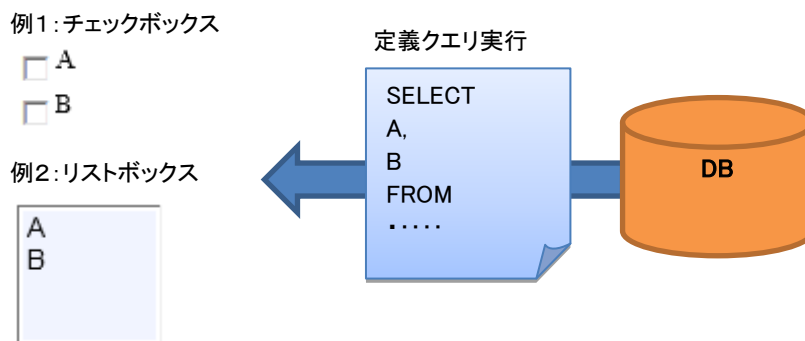 例1：チェックボックス
A
B
例2：リストボックス
A
B
定義クエリ実行
SELECT
A,
B
FROM
・・・・・
DB